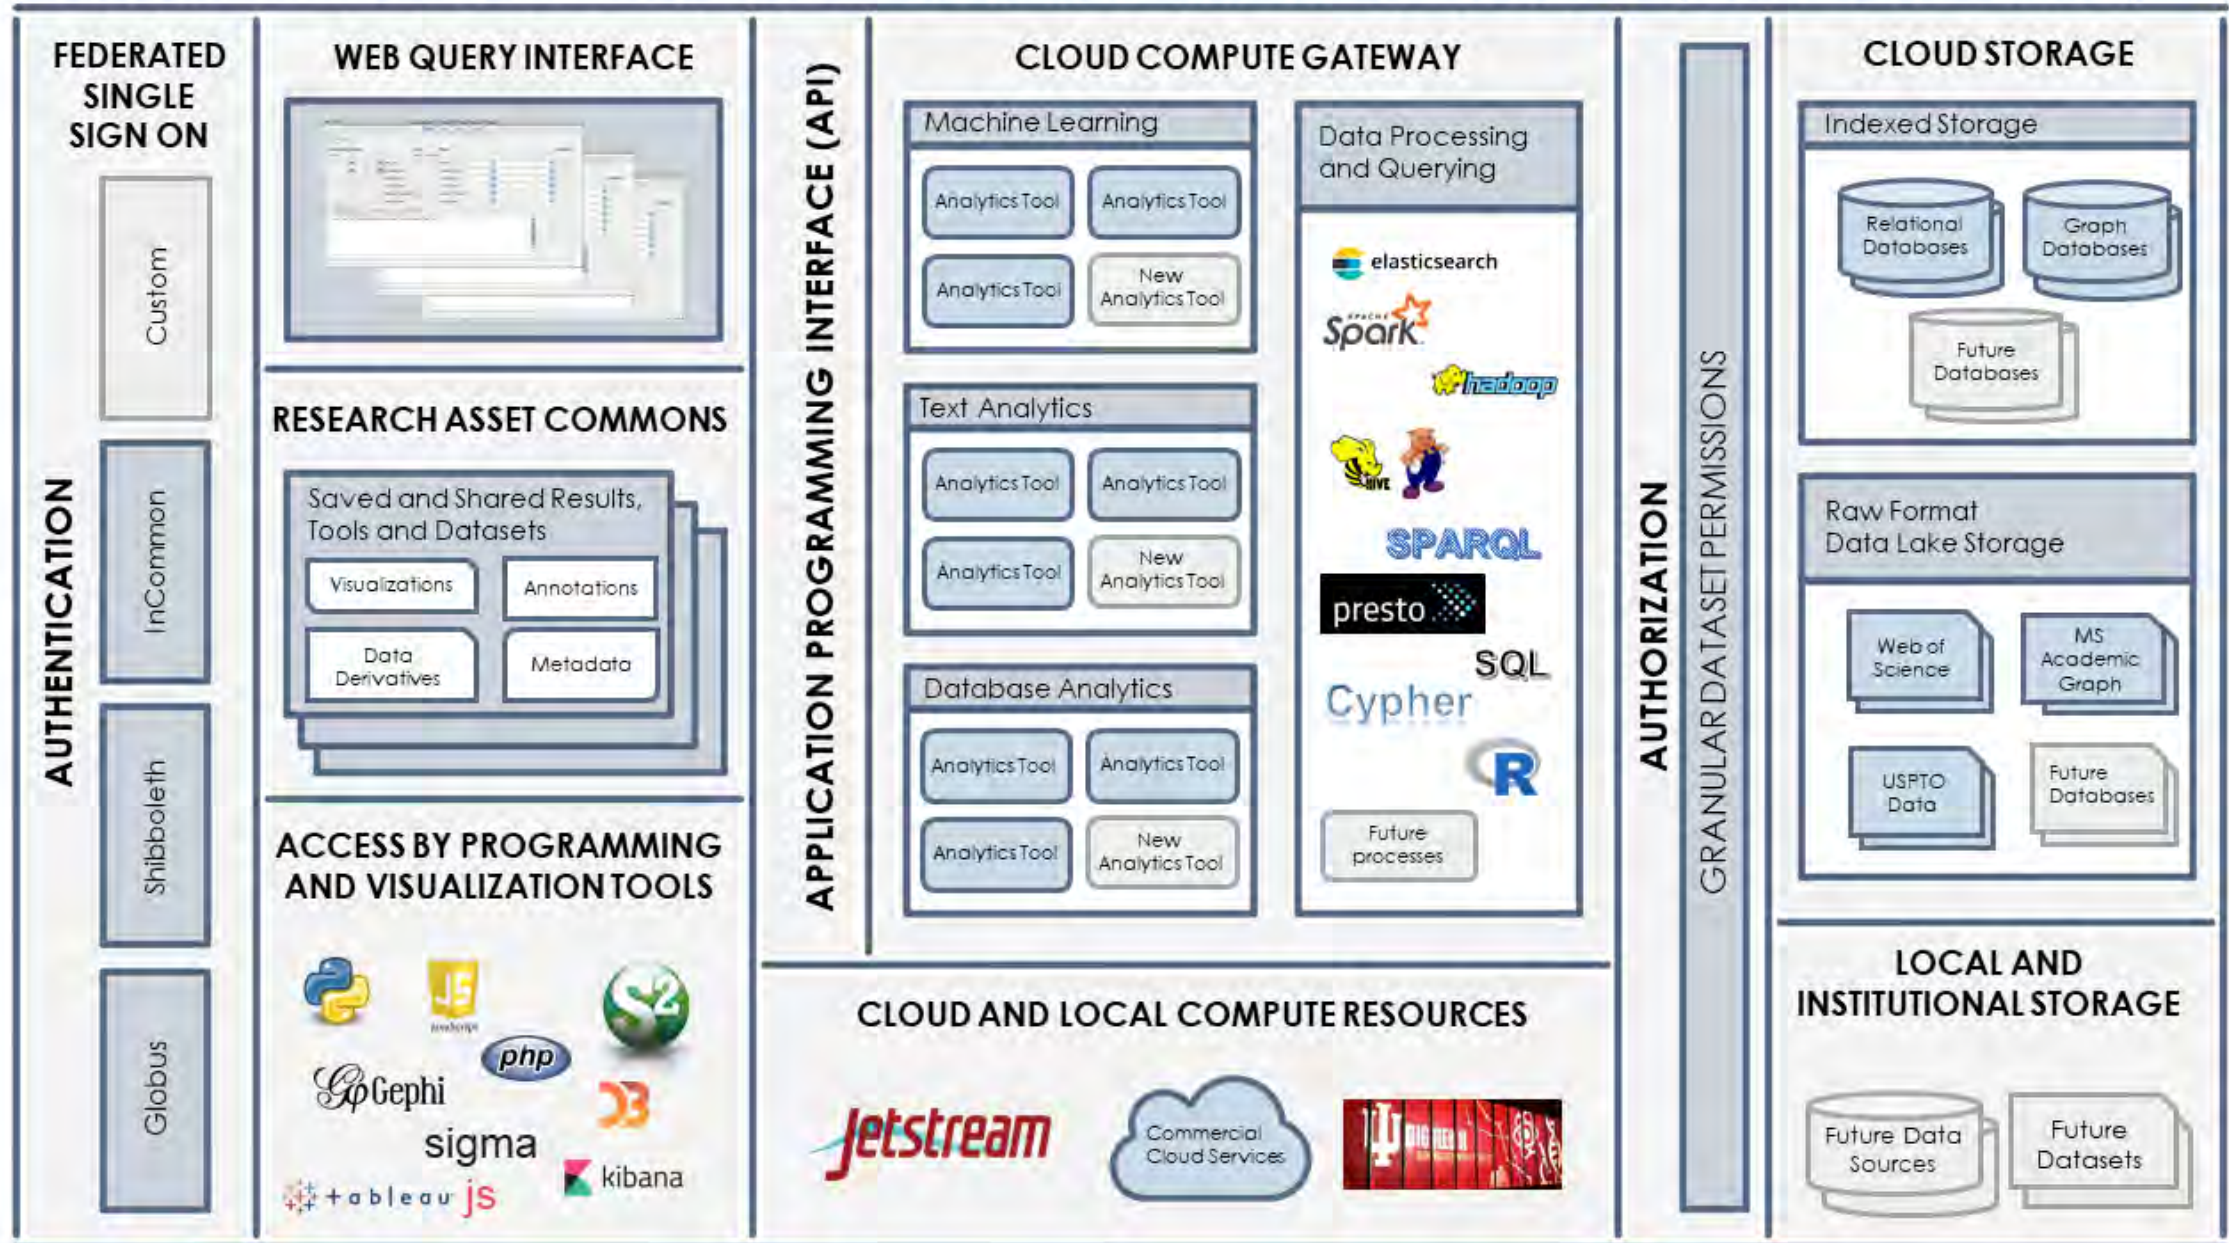 FEDERATED
SINGLE
SIGN ON
AUTHENTICATION
Custom
InCommon
Shibboleth
Globus
WEB QUERY INTERFACE
RESEARCH ASSET COMMONS
Saved and Shared Results,
Tools and Datasets
Visualizations
Annotations
Data
Derivatives
Metadata
ACCESS BY PROGRAMMING
AND VISUALIZATION TOOLS
JS
JavaScript
S2
php
Gephi
D3
sigma
js
kibana
+ableau
APPLICATION PROGRAMMING INTERFACE (API)
CLOUD COMPUTE GATEWAY
Machine Learning
Analytics Tool
Analytics Tool
Analytics Tool
New
Analytics Tool
Text Analytics
Analytics Tool
Analytics Tool
Analytics Tool
New
Analytics Tool
Database Analytics
Analytics Tool
Analytics Tool
Analytics Tool
New
Analytics Tool
Data Processing
and Querying
elasticsearch
APACHE
Spark
hadoop
HIVE
SPARQL
presto
SQL
Cypher
R
Future
processes
CLOUD AND LOCAL COMPUTE RESOURCES
Jetstream
Commercial
Cloud Services
AUTHORIZATION
GRANULAR DATASET PERMISSIONS
CLOUD STORAGE
Indexed Storage
Relational
Databases
Graph
Databases
Future
Databases
Raw Format
Data Lake Storage
Web of
Science
MS
Academic
Graph
USPTO
Data
Future
Databases
LOCAL AND
INSTITUTIONAL STORAGE
Future Data
Sources
Future
Datasets